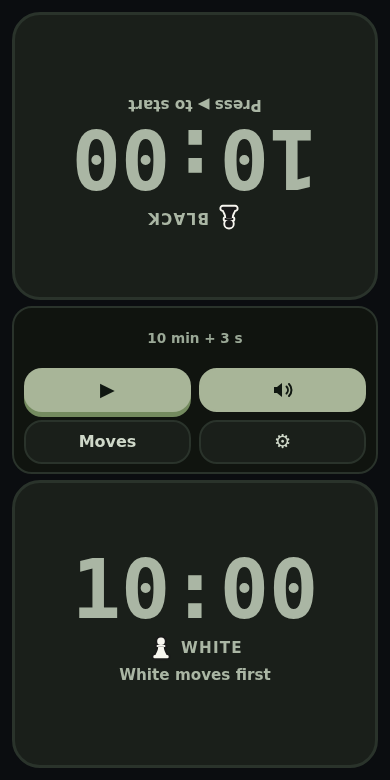 Press ▶ to start
10:00
BLACK
10 min + 3 s
▶
Moves
⚙
10:00
WHITE
White moves first